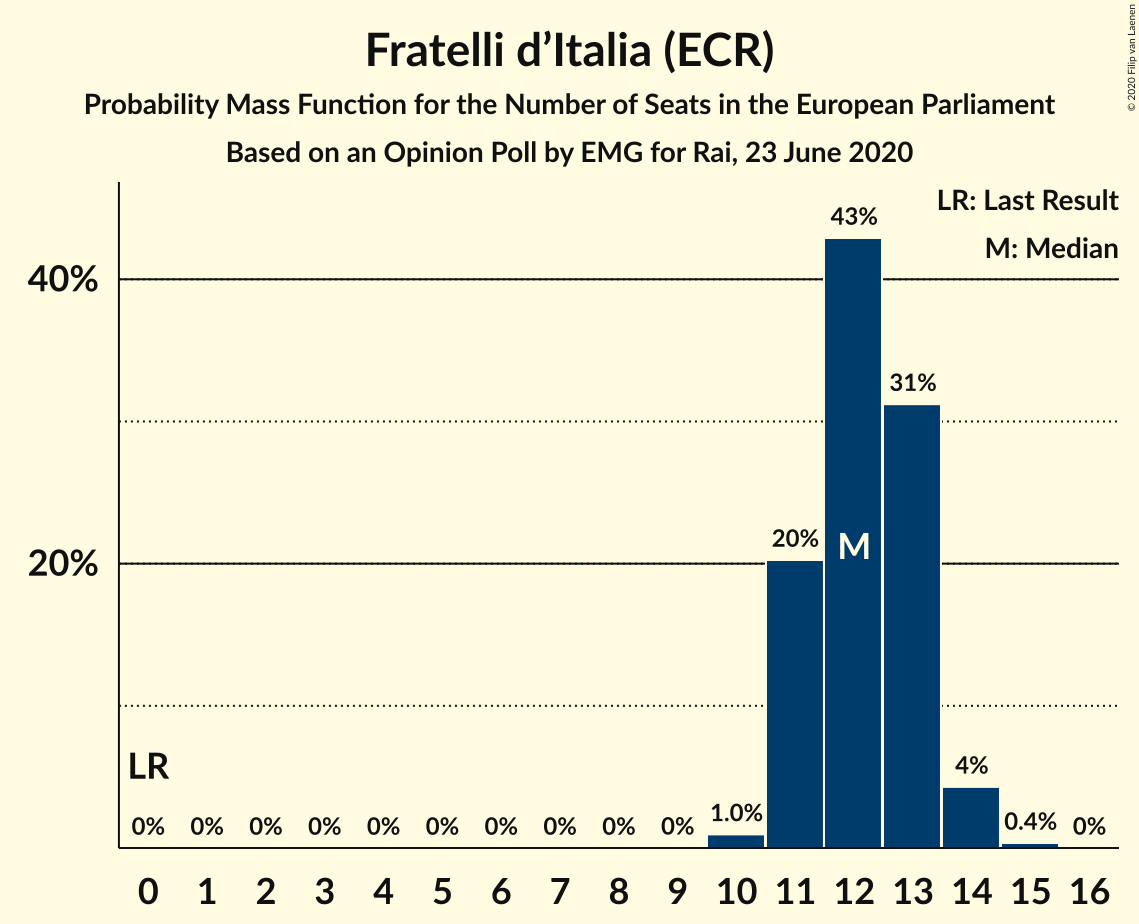 Fratelli d’Italia (ECR)
Probability Mass Function for the Number of Seats in the European Parliament
Based on an Opinion Poll by EMG for Rai, 23 June 2020
© 2020 Filip van Laenen
LR: Last Result
M: Median
43%
40%
31%
20%
M
20%
LR
4%
0% 0% 0% 0% 0% 0% 0% 0% 0% 0% 1.0% 0.4% 0%
0 1 2 3 4 5 6 7 8 9 10 11 12 13 14 15 16